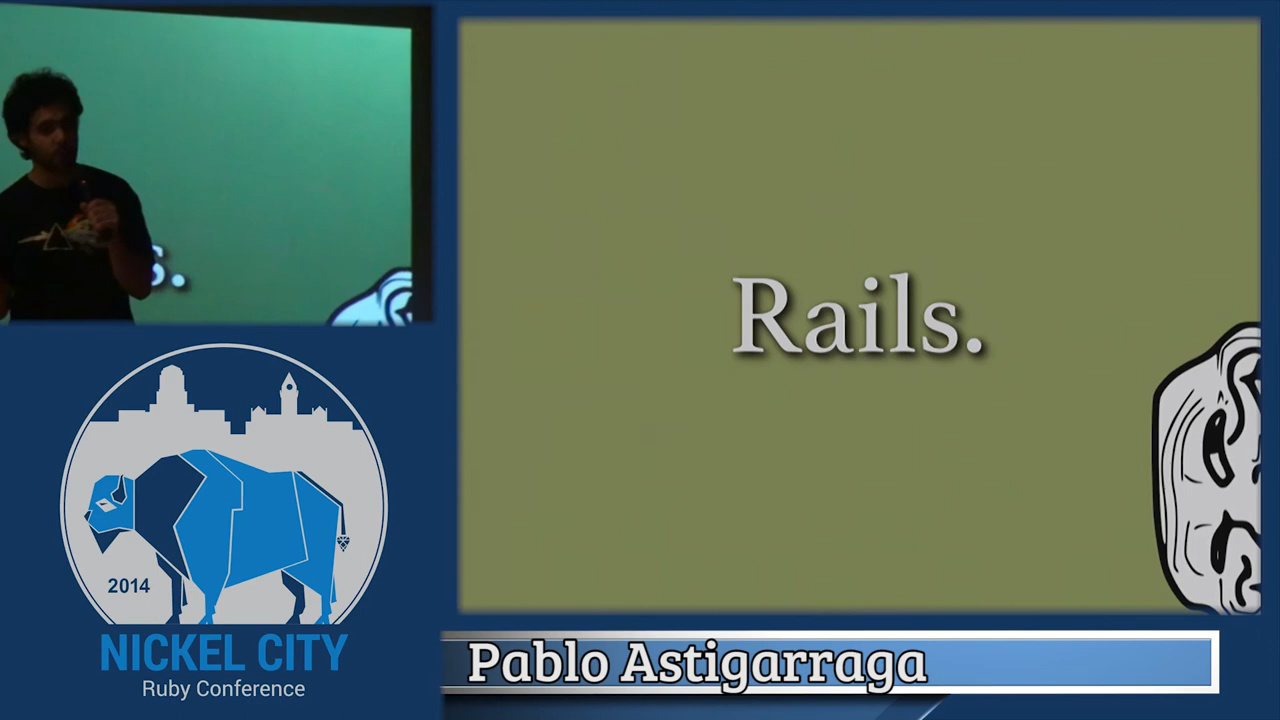 s.
Rails.
2014
NICKEL CITY
Ruby Conference
Pablo Astigarraga